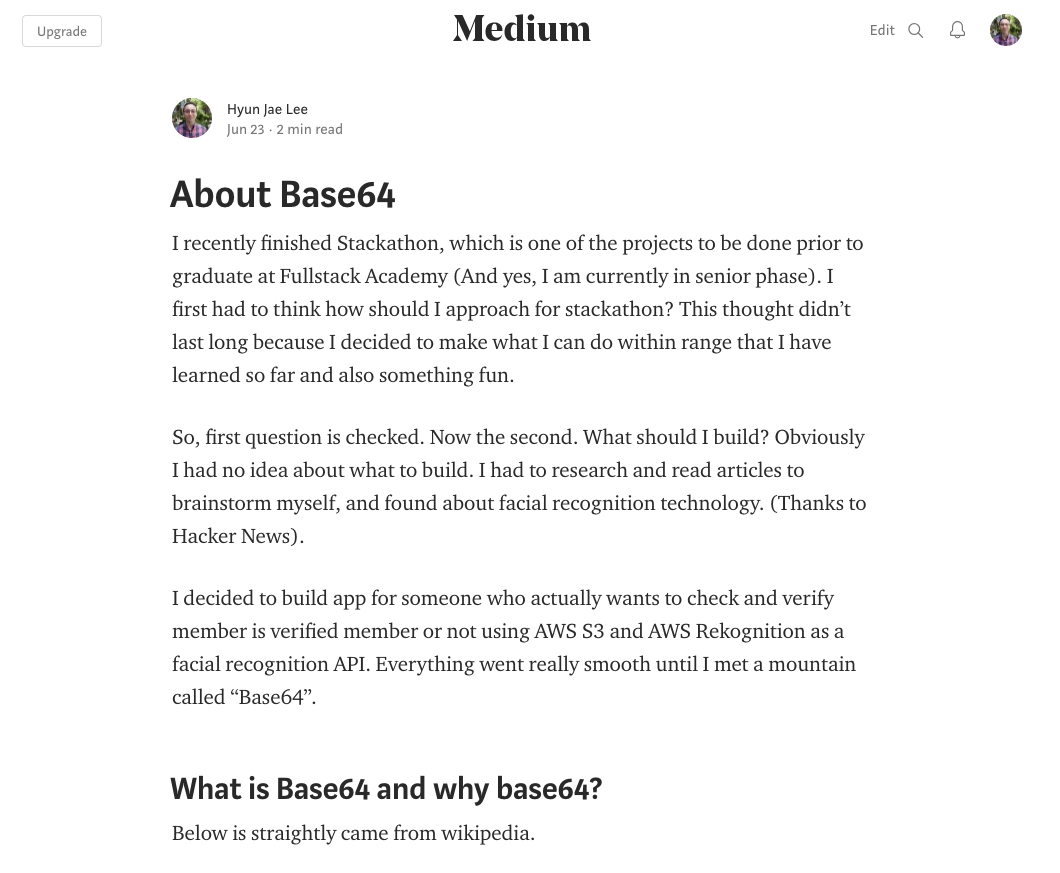 Upgrade
Medium
Edit
Hyun Jae Lee
Jun 23 · 2 min read
About Base64
I recently finished Stackathon, which is one of the projects to be done prior to
graduate at Fullstack Academy (And yes, I am currently in senior phase). I
first had to think how should I approach for stackathon? This thought didn’t
last long because I decided to make what I can do within range that I have
learned so far and also something fun.
So, first question is checked. Now the second. What should I build? Obviously
I had no idea about what to build. I had to research and read articles to
brainstorm myself, and found about facial recognition technology. (Thanks to
Hacker News).
I decided to build app for someone who actually wants to check and verify
member is verified member or not using AWS S3 and AWS Rekognition as a
facial recognition API. Everything went really smooth until I met a mountain
called “Base64”.
What is Base64 and why base64?
Below is straightly came from wikipedia.